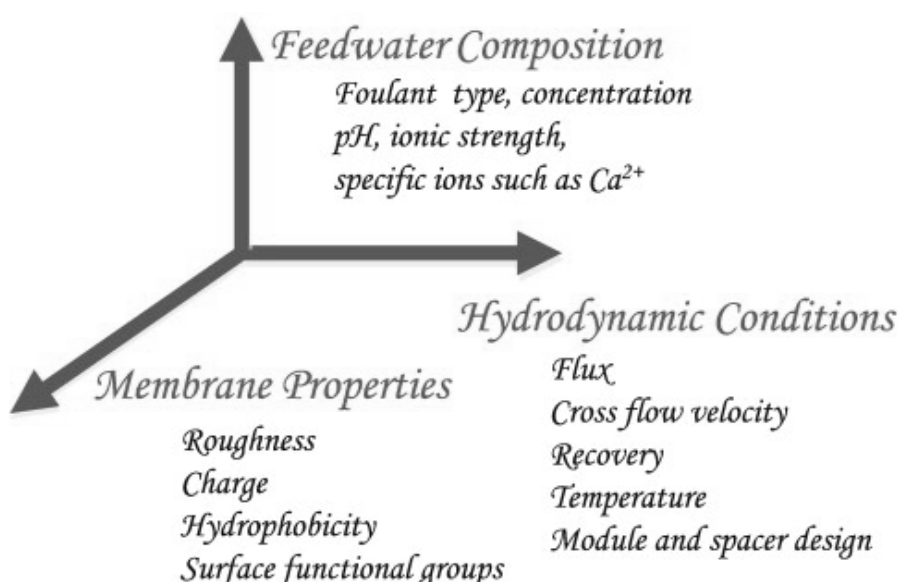 Feedwater Composition
Foulant type, concentration
pH, ionic strength,
specific ions such as Ca²⁺
Hydrodynamic Conditions
Flux
Cross flow velocity
Recovery
Temperature
Module and spacer design
Membrane Properties
Roughness
Charge
Hydrophobicity
Surface functional groups